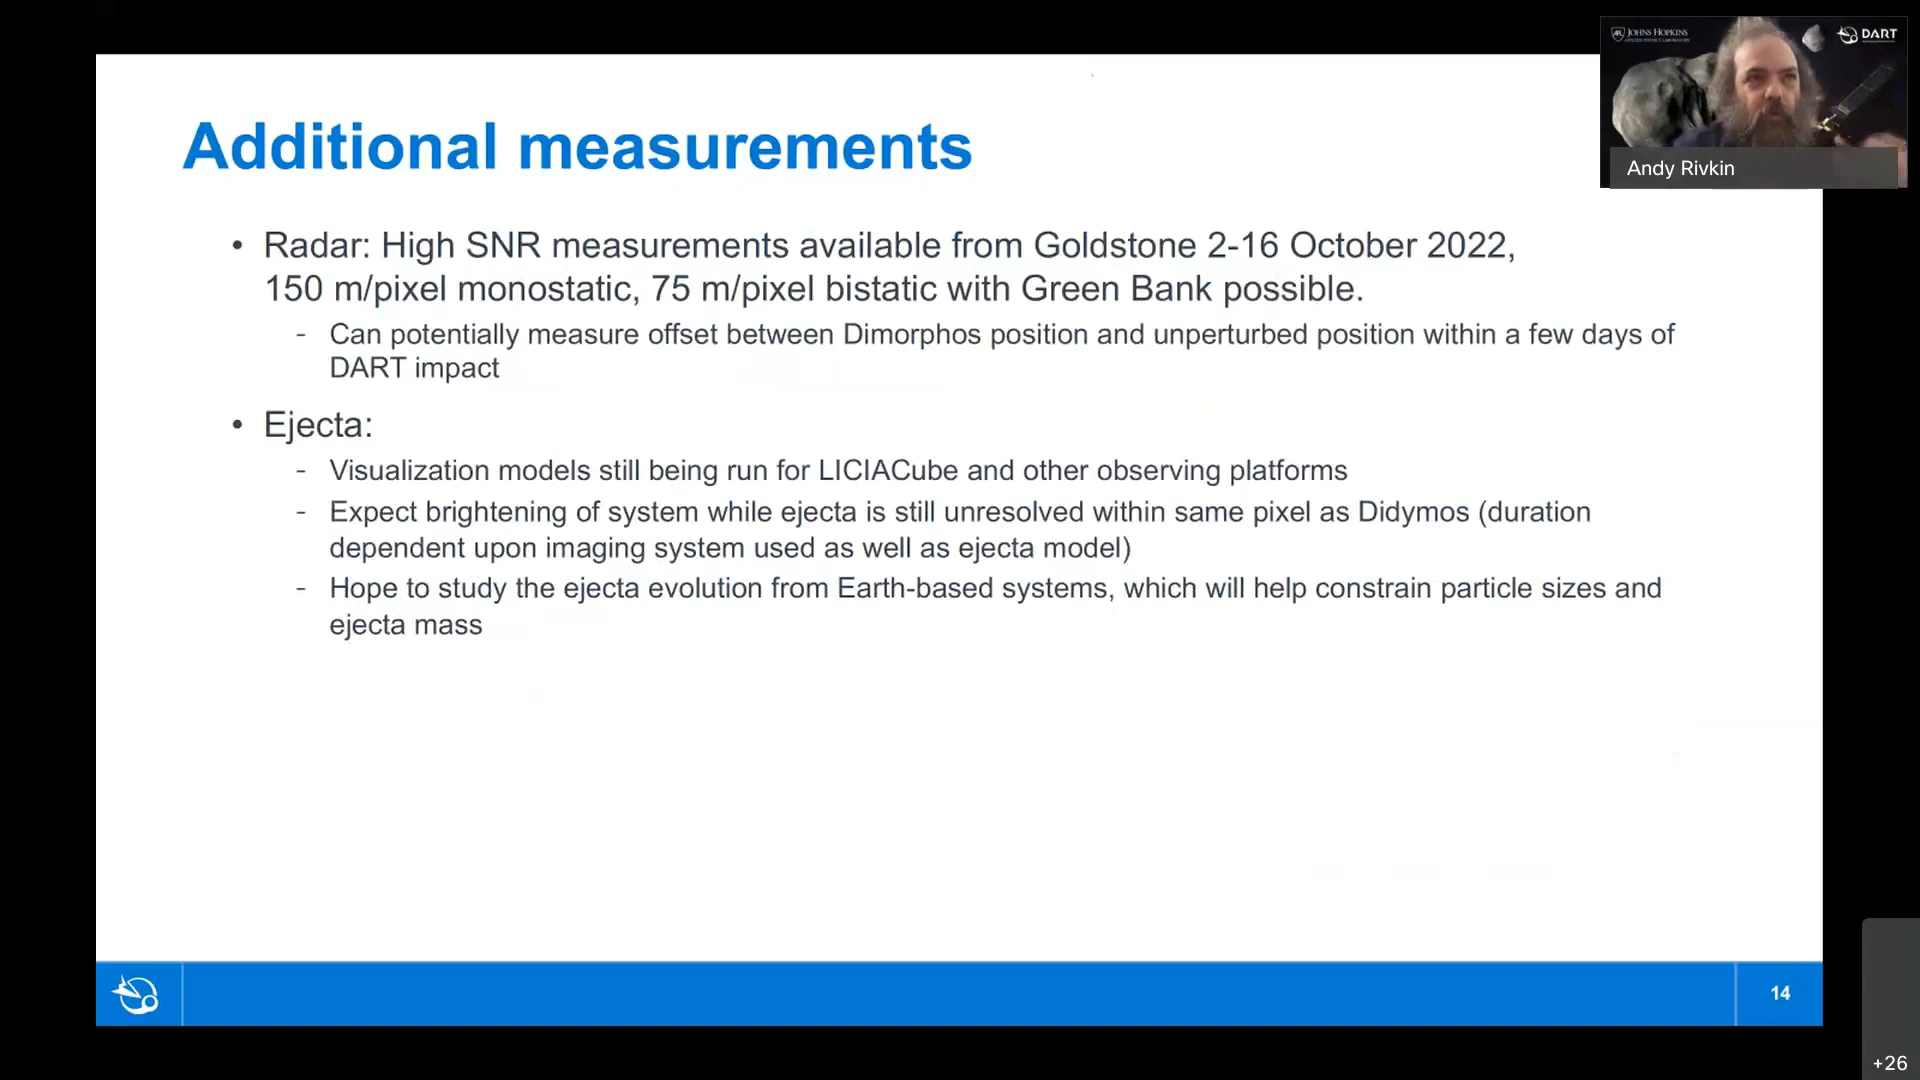 JOHNS HOPKINS
DART
Andy Rivkin
Additional measurements
• Radar: High SNR measurements available from Goldstone 2-16 October 2022,
150 m/pixel monostatic, 75 m/pixel bistatic with Green Bank possible.
- Can potentially measure offset between Dimorphos position and unperturbed position within a few days of
DART impact
• Ejecta:
- Visualization models still being run for LICIACube and other observing platforms
- Expect brightening of system while ejecta is still unresolved within same pixel as Didymos (duration
dependent upon imaging system used as well as ejecta model)
- Hope to study the ejecta evolution from Earth-based systems, which will help constrain particle sizes and
ejecta mass
14
+26